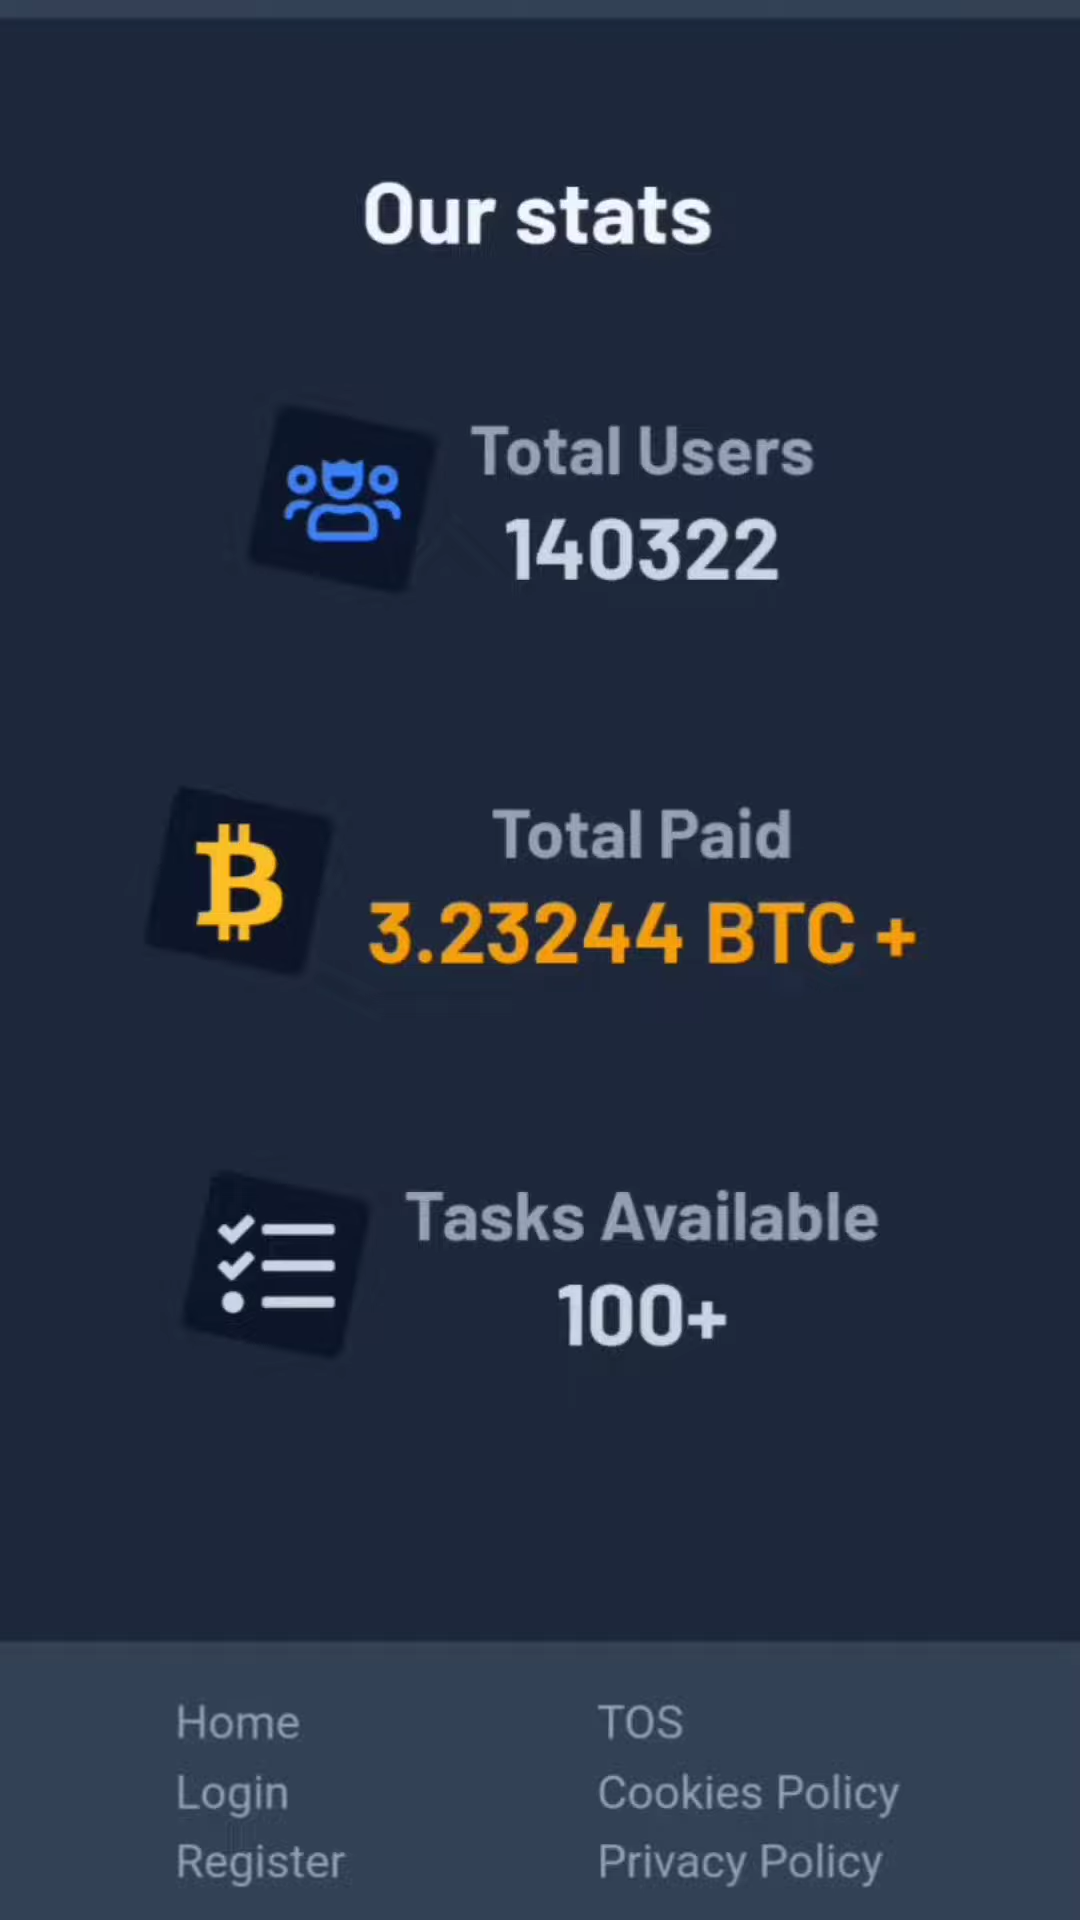 Our stats
Total Users
140322
Total Paid
3.23244 BTC +
Tasks Available
100+
Home
TOS
Login
Cookies Policy
Register
Privacy Policy